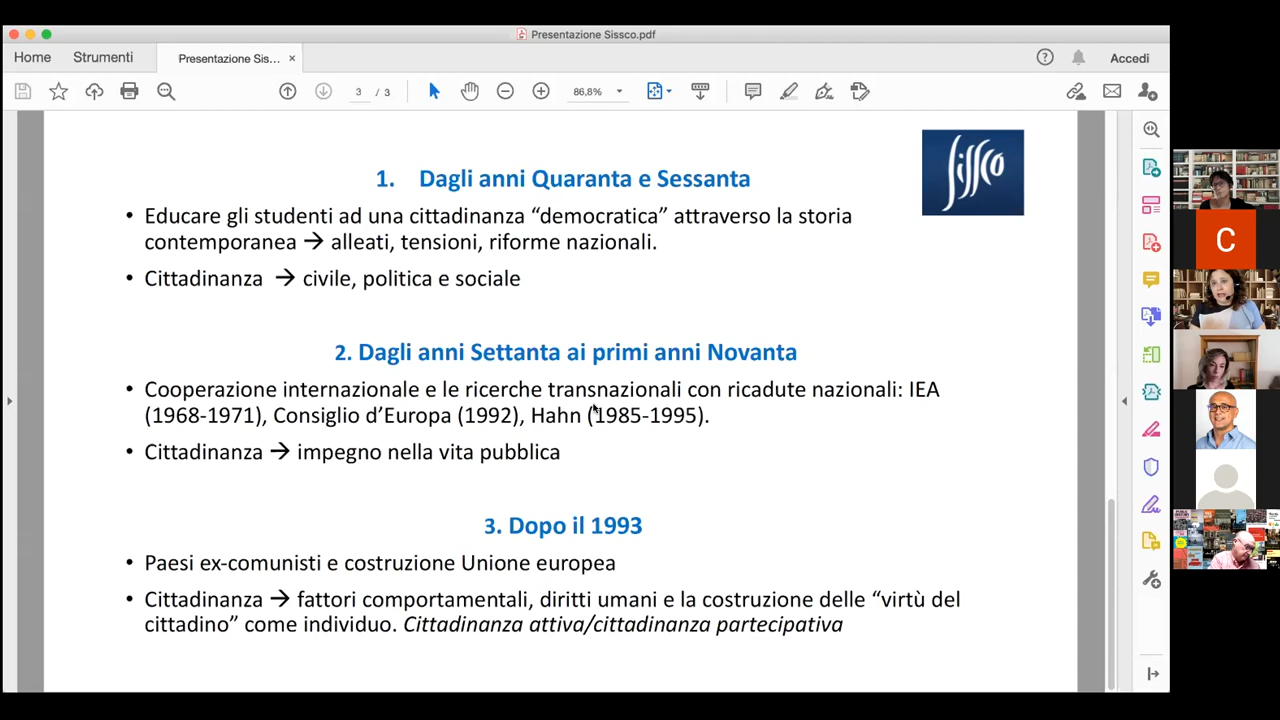 Presentazione Sissco.pdf
Home
Strumenti
Presentazione Sis...
×
Accedi
3 / 3
86,8%
Sissco
1. Dagli anni Quaranta e Sessanta
• Educare gli studenti ad una cittadinanza “democratica” attraverso la storia
contemporanea → alleati, tensioni, riforme nazionali.
• Cittadinanza → civile, politica e sociale
2. Dagli anni Settanta ai primi anni Novanta
• Cooperazione internazionale e le ricerche transnazionali con ricadute nazionali: IEA
(1968-1971), Consiglio d’Europa (1992), Hahn (1985-1995).
• Cittadinanza → impegno nella vita pubblica
3. Dopo il 1993
• Paesi ex-comunisti e costruzione Unione europea
• Cittadinanza → fattori comportamentali, diritti umani e la costruzione delle “virtù del
cittadino” come individuo. Cittadinanza attiva/cittadinanza partecipativa
C